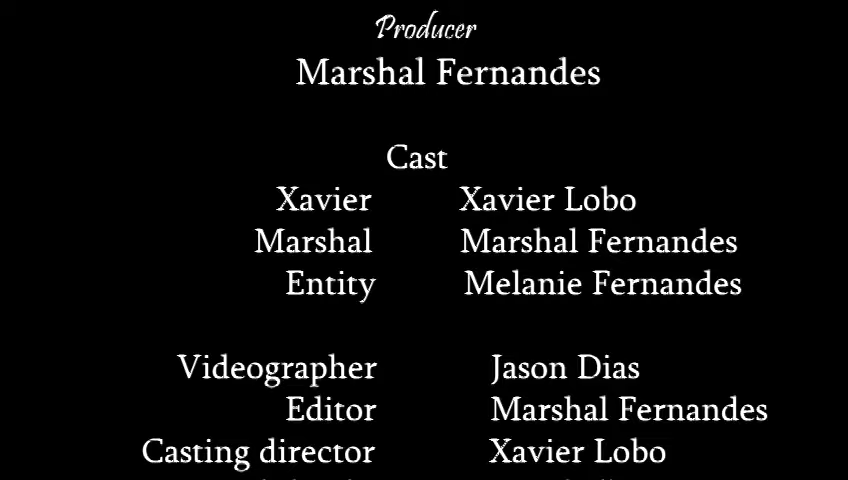 Producer
Marshal Fernandes
Cast
Xavier Xavier Lobo
Marshal Marshal Fernandes
Entity Melanie Fernandes
Videographer Jason Dias
Editor Marshal Fernandes
Casting director Xavier Lobo